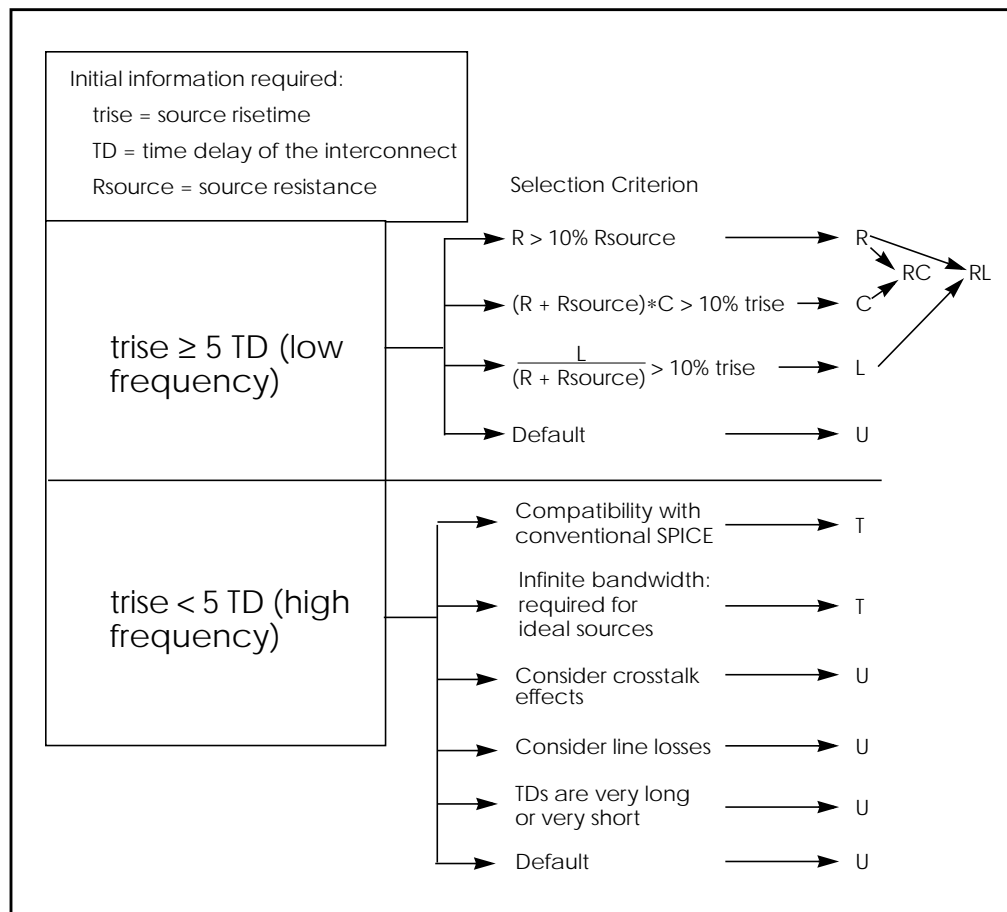 Initial information required:
trise = source risetime
TD = time delay of the interconnect
Rsource = source resistance
Selection Criterion
trise ≥ 5 TD (low
frequency)
R > 10% Rsource
R
RC
RL
(R + Rsource)∗C > 10% trise
C
L
(R + Rsource) > 10% trise
L
Default
U
trise < 5 TD (high
frequency)
Compatibility with
conventional SPICE
T
Infinite bandwidth:
required for
ideal sources
T
Consider crosstalk
effects
U
Consider line losses
U
TDs are very long
or very short
U
Default
U